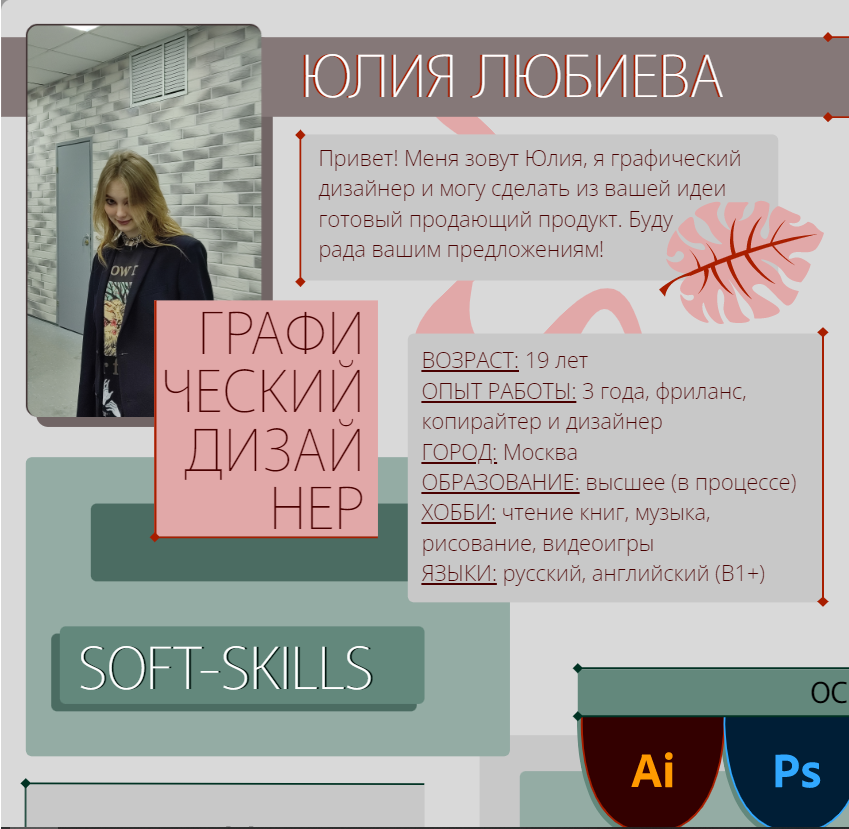 ЮЛИЯ ЛЮБИЕВА
Привет! Меня зовут Юлия, я графический
дизайнер и могу сделать из вашей идеи
готовый продающий продукт. Буду
рада вашим предложениям!
ГРАФИ
ЧЕСКИЙ
ДИЗАЙ
НЕР
ВОЗРАСТ: 19 лет
ОПЫТ РАБОТЫ: 3 года, фриланс,
копирайтер и дизайнер
ГОРОД: Москва
ОБРАЗОВАНИЕ: высшее (в процессе)
ХОББИ: чтение книг, музыка,
рисование, видеоигры
ЯЗЫКИ: русский, английский (B1+)
SOFT-SKILLS
ОС
Ai
Ps